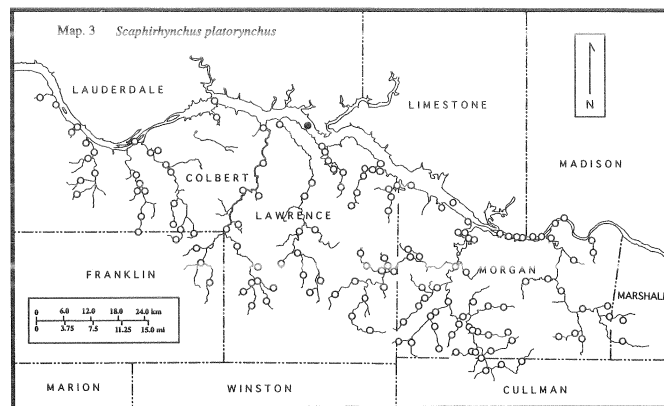 Map. 3 Scaphirhynchus platorynchus
LAUDERDALE
LIMESTONE
N
MADISON
COLBERT
LAWRENCE
FRANKLIN
MORGAN
MARSHALL
0 6.0 12.0 18.0 24.0 km
0 3.75 7.5 11.25 15.0 mi
MARION
WINSTON
CULLMAN